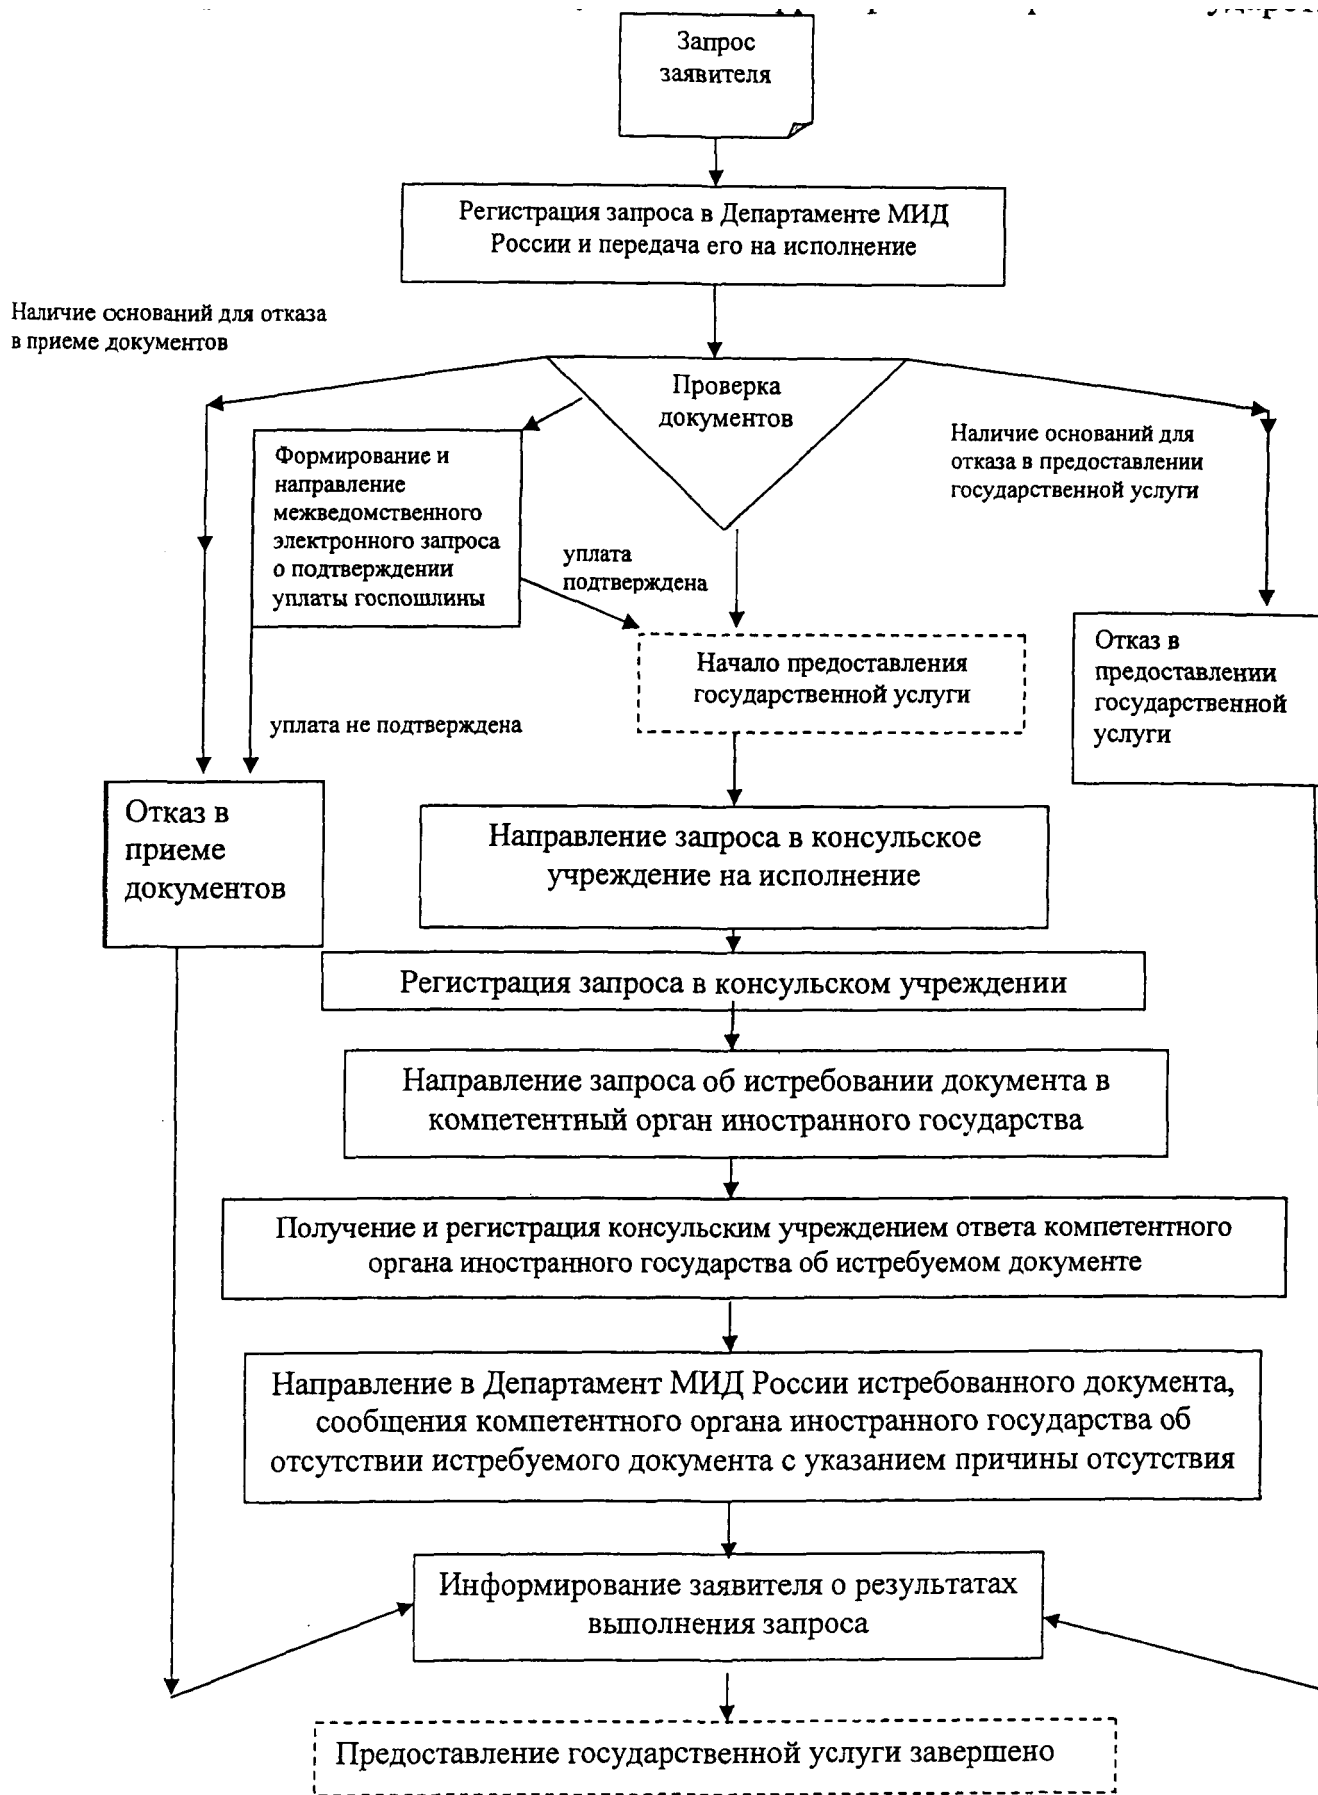 Запрос
заявителя
Регистрация запроса в Департаменте МИД
России и передача его на исполнение
Наличие оснований для отказа
в приеме документов
Проверка
документов
Наличие оснований для
отказа в предоставлении
государственной услуги
Формирование и
направление
межведомственного
электронного запроса
о подтверждении
уплаты госпошлины
уплата
подтверждена
Начало предоставления
государственной услуги
Отказ в
предоставлении
государственной
услуги
уплата не подтверждена
Отказ в
приеме
документов
Направление запроса в консульское
учреждение на исполнение
Регистрация запроса в консульском учреждении
Направление запроса об истребовании документа в
компетентный орган иностранного государства
Получение и регистрация консульским учреждением ответа компетентного
органа иностранного государства об истребуемом документе
Направление в Департамент МИД России истребованного документа,
сообщения компетентного органа иностранного государства об
отсутствии истребуемого документа с указанием причины отсутствия
Информирование заявителя о результатах
выполнения запроса
Предоставление государственной услуги завершено